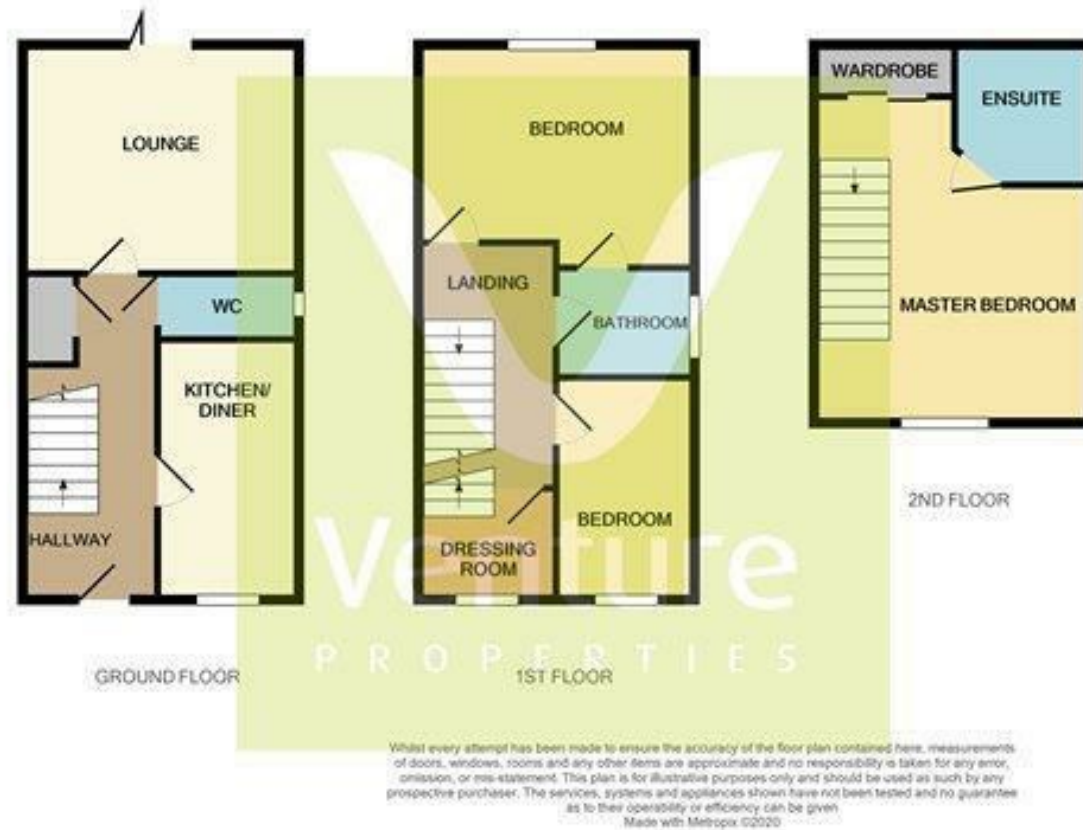 LOUNGE
WC
KITCHEN/
DINER
HALLWAY
GROUND FLOOR
BEDROOM
LANDING
BATHROOM
BEDROOM
DRESSING
ROOM
1ST FLOOR
WARDROBE
ENSUITE
MASTER BEDROOM
2ND FLOOR
Venture
PROPERTIES
Whilst every attempt has been made to ensure the accuracy of the floor plan contained here, measurements
of doors, windows, rooms and any other items are approximate and no responsibility is taken for any error,
omission, or mis-statement. This plan is for illustrative purposes only and should be used as such by any
prospective purchaser. The services, systems and appliances shown have not been tested and no guarantee
as to their operability or efficiency can be given
Made with Metropix ©2020